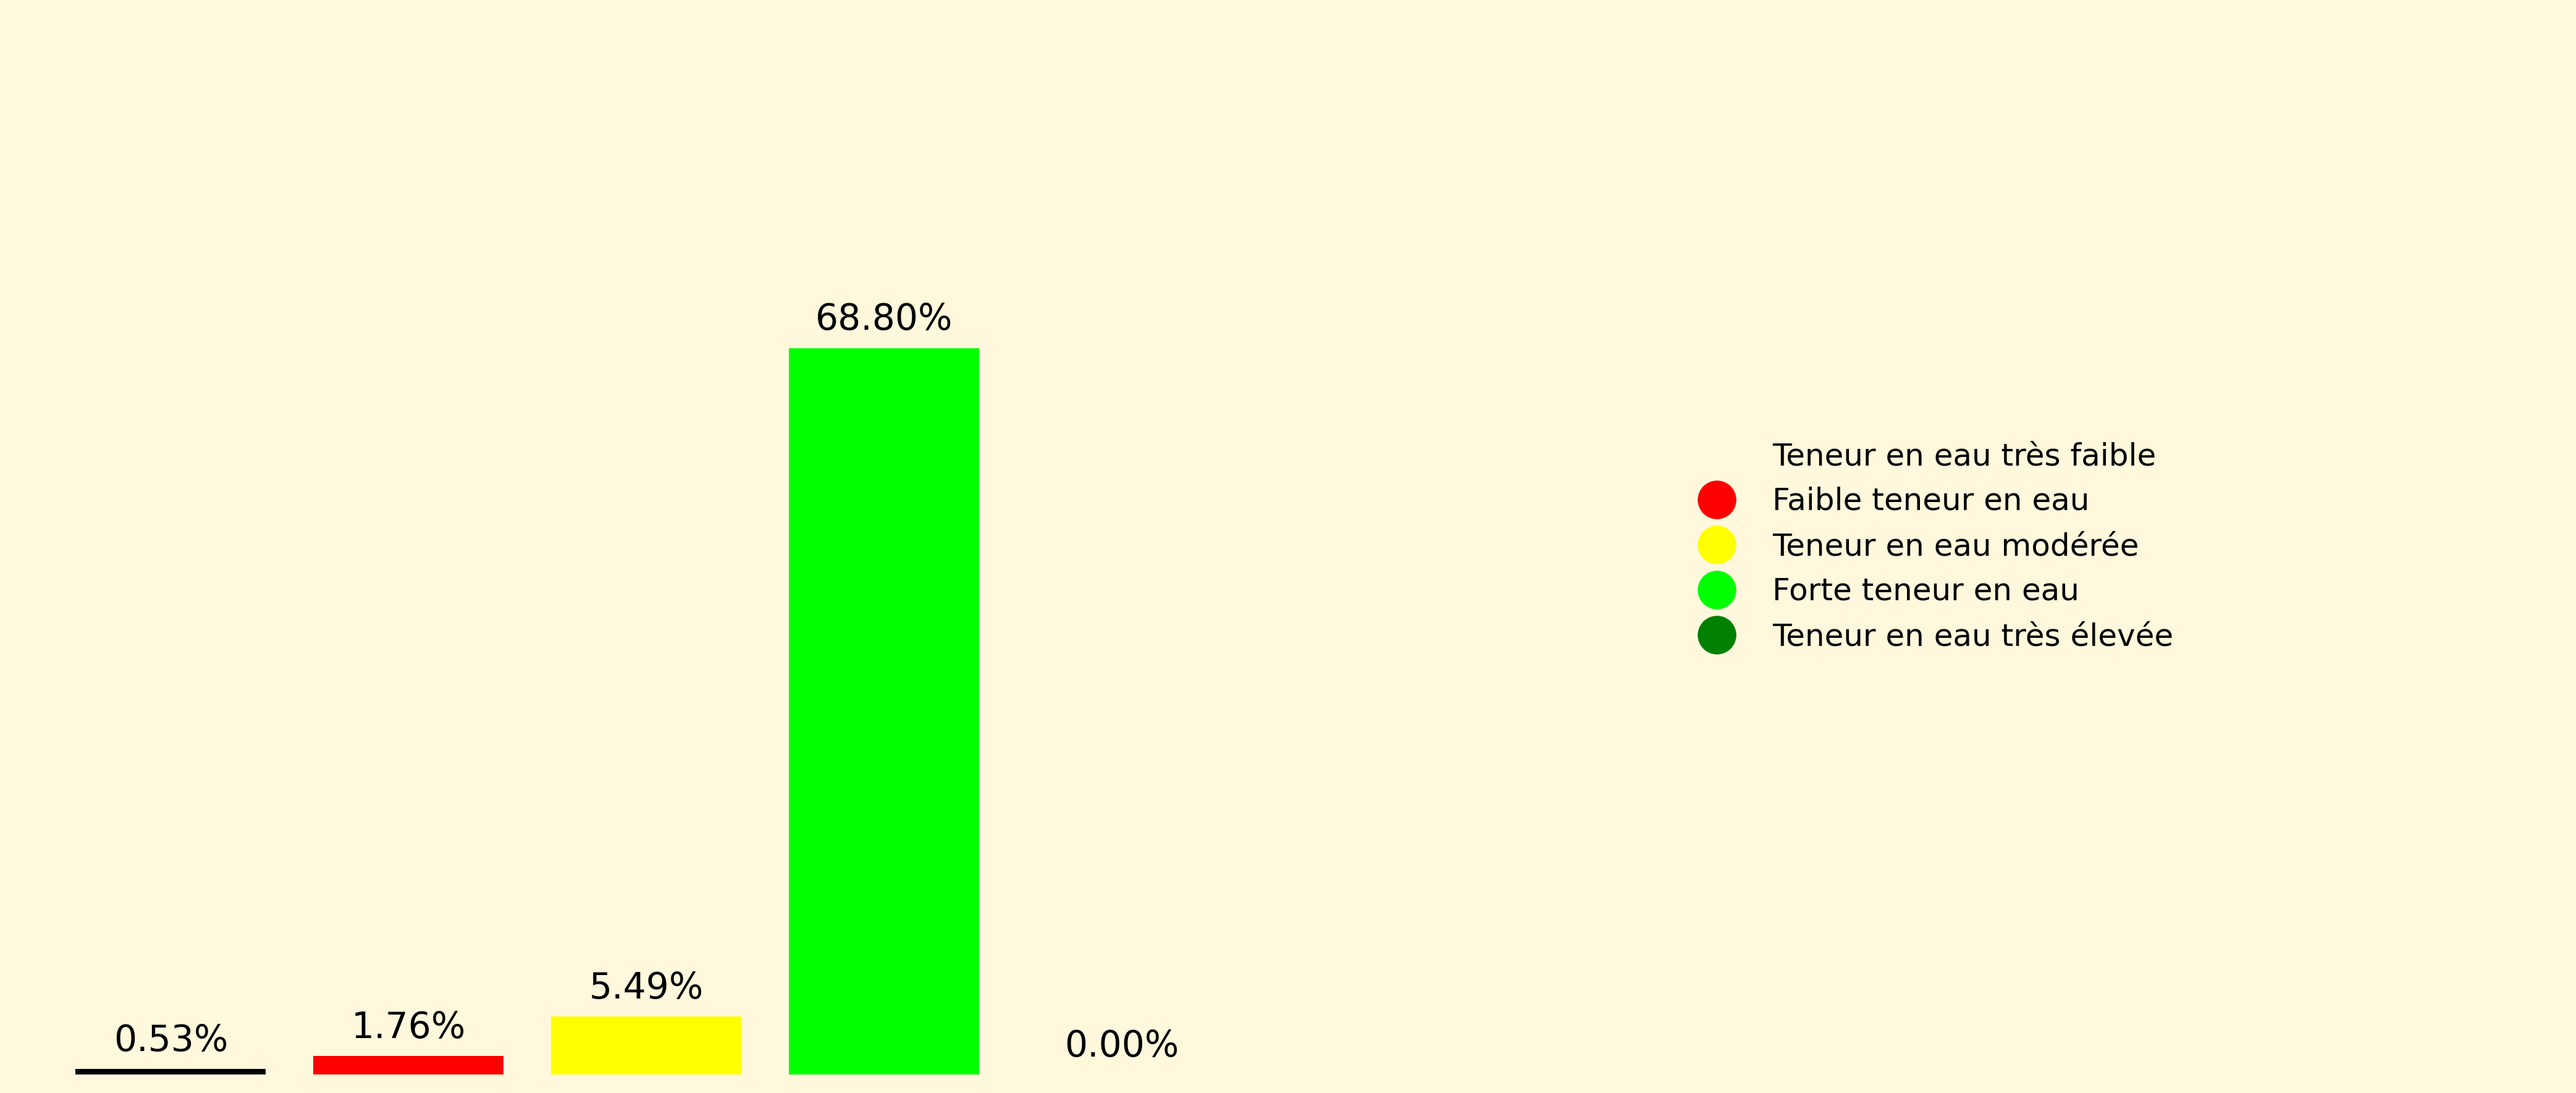 68.80%
5.49%
1.76%
0.53%
0.00%
Teneur en eau très faible
Faible teneur en eau
Teneur en eau modérée
Forte teneur en eau
Teneur en eau très élevée